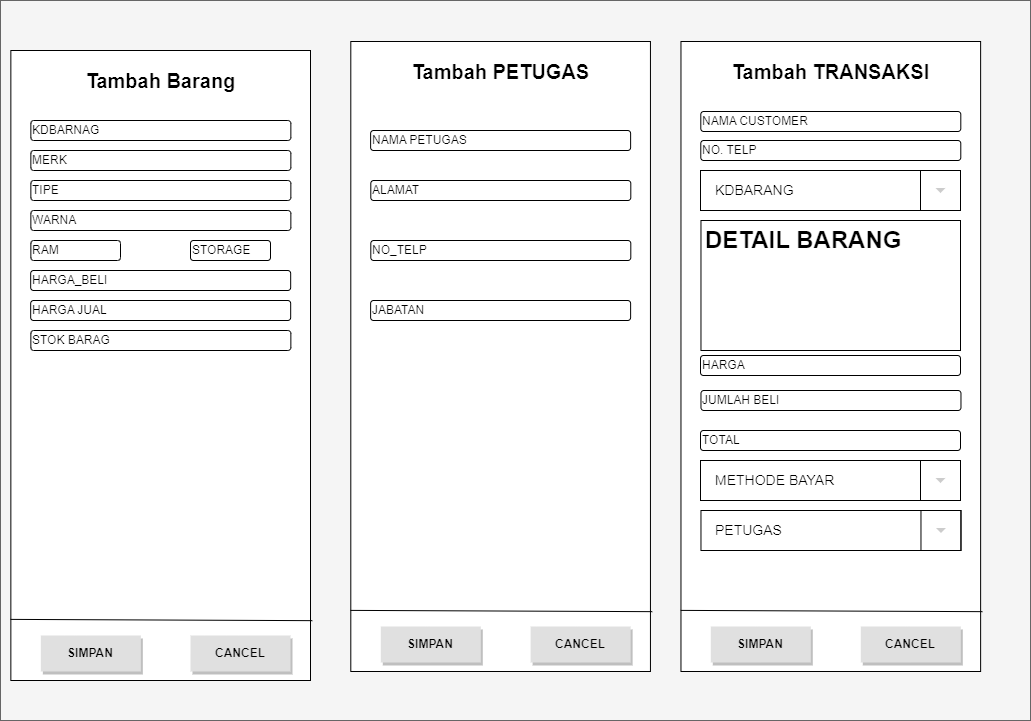 Tambah Barang
KDBARNAG
MERK
TIPE
WARNA
RAM
STORAGE
HARGA_BELI
HARGA JUAL
STOK BARAG
SIMPAN
CANCEL
Tambah PETUGAS
NAMA PETUGAS
ALAMAT
NO_TELP
JABATAN
SIMPAN
CANCEL
Tambah TRANSAKSI
NAMA CUSTOMER
NO. TELP
KDBARANG
DETAIL BARANG
HARGA
JUMLAH BELI
TOTAL
METHODE BAYAR
PETUGAS
SIMPAN
CANCEL